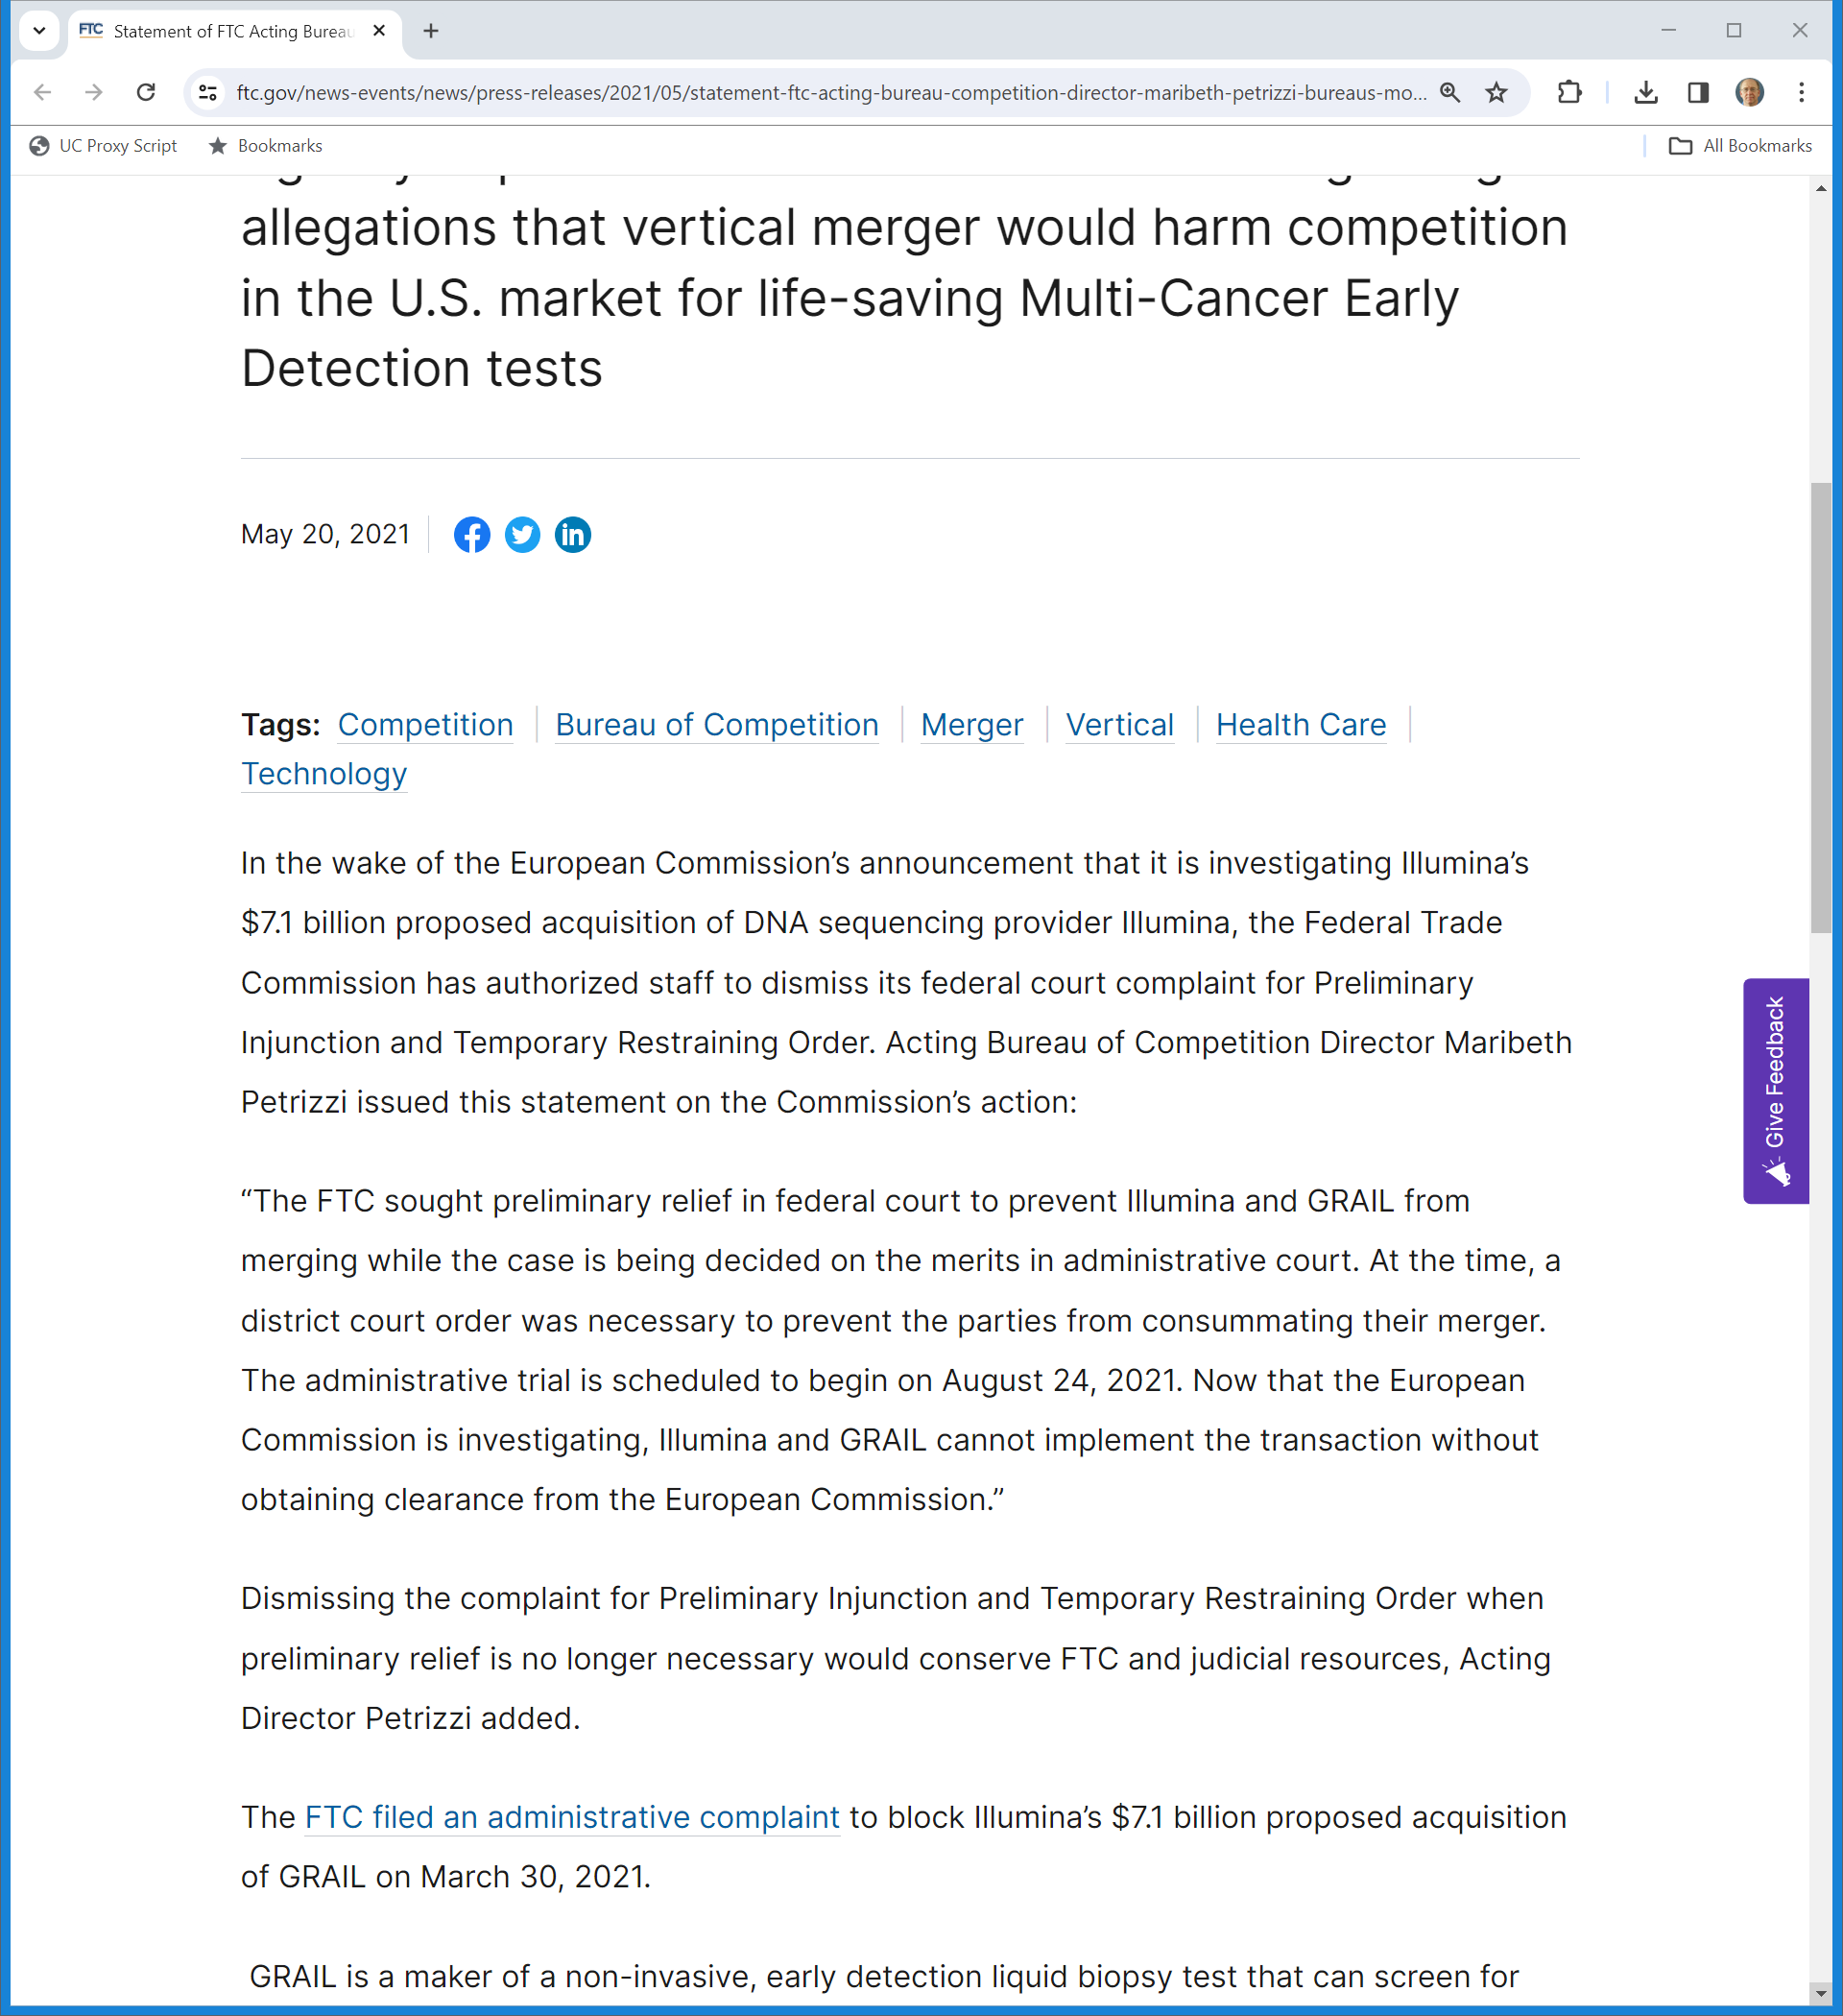 FTC Statement of FTC Acting Bureau
ftc.gov/news-events/news/press-releases/2021/05/statement-ftc-acting-bureau-competition-director-maribeth-petrizzi-bureaus-mo...
UC Proxy Script Bookmarks All Bookmarks
allegations that vertical merger would harm competition
in the U.S. market for life-saving Multi-Cancer Early
Detection tests
May 20, 2021
Tags: Competition Bureau of Competition Merger Vertical Health Care
Technology
In the wake of the European Commission’s announcement that it is investigating Illumina’s
$7.1 billion proposed acquisition of DNA sequencing provider Illumina, the Federal Trade
Commission has authorized staff to dismiss its federal court complaint for Preliminary
Injunction and Temporary Restraining Order. Acting Bureau of Competition Director Maribeth
Petrizzi issued this statement on the Commission’s action:
“The FTC sought preliminary relief in federal court to prevent Illumina and GRAIL from
merging while the case is being decided on the merits in administrative court. At the time, a
district court order was necessary to prevent the parties from consummating their merger.
The administrative trial is scheduled to begin on August 24, 2021. Now that the European
Commission is investigating, Illumina and GRAIL cannot implement the transaction without
obtaining clearance from the European Commission.”
Dismissing the complaint for Preliminary Injunction and Temporary Restraining Order when
preliminary relief is no longer necessary would conserve FTC and judicial resources, Acting
Director Petrizzi added.
The FTC filed an administrative complaint to block Illumina’s $7.1 billion proposed acquisition
of GRAIL on March 30, 2021.
GRAIL is a maker of a non-invasive, early detection liquid biopsy test that can screen for
Give Feedback